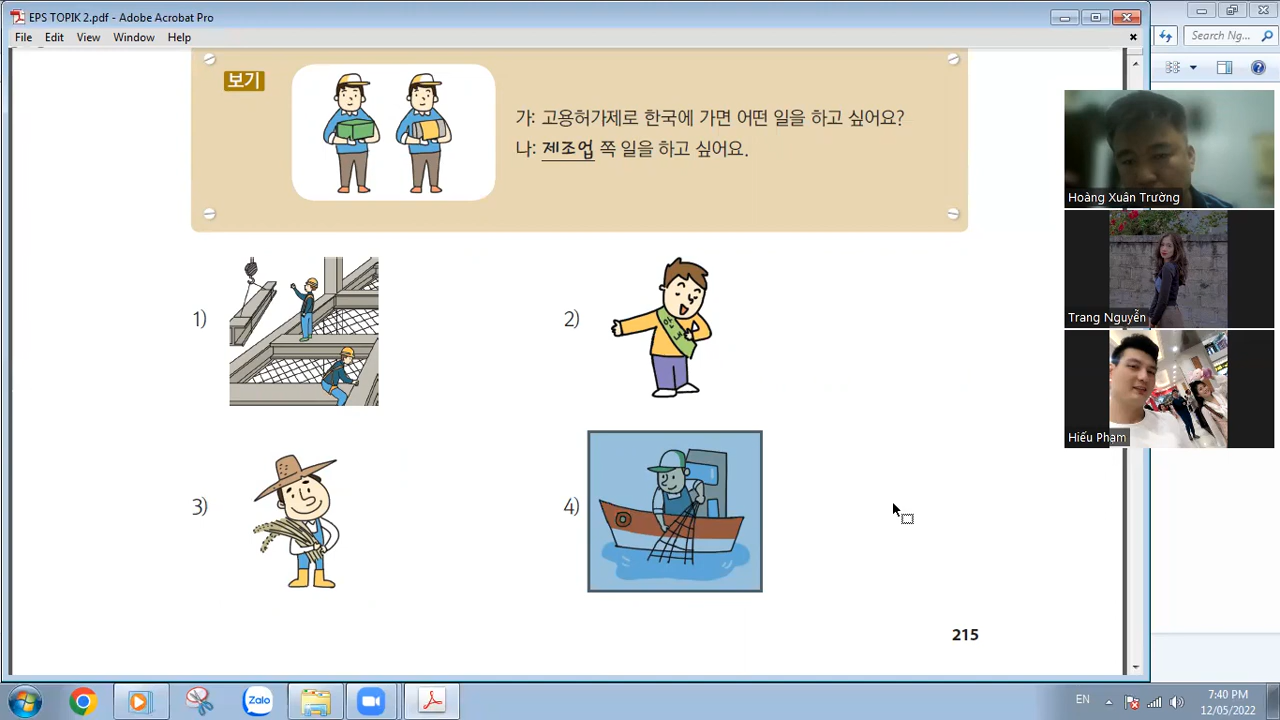 EPS TOPIK 2.pdf - Adobe Acrobat Pro
File Edit View Window Help
Search Ng...
보기
가: 고용허가제로 한국에 가면 어떤 일을 하고 싶어요?
나: 제조업 쪽 일을 하고 싶어요.
1)
2)
3)
4)
215
Hoàng Xuân Trường
Trang Nguyễn
Hiếu Phạm
Zalo
EN
7:40 PM
12/05/2022